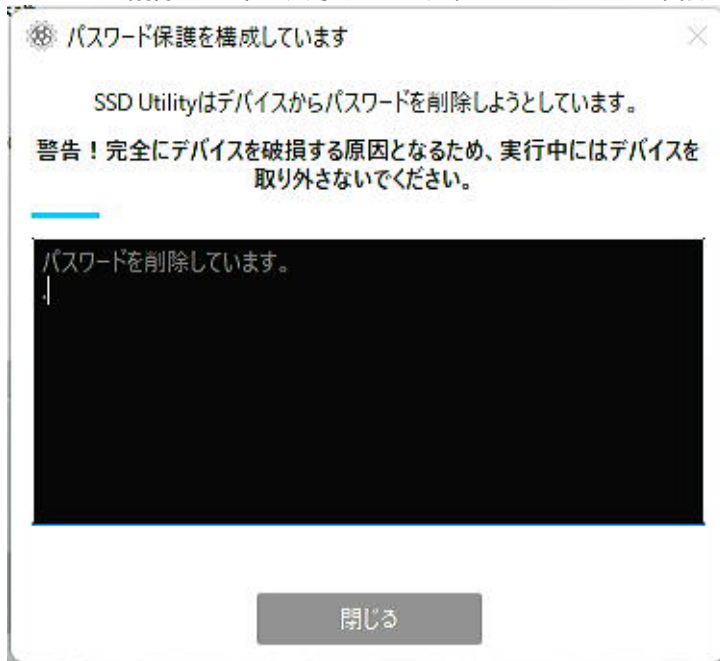 パスワード保護を構成しています
SSD Utilityはデバイスからパスワードを削除しようとしています。
警告！完全にデバイスを破損する原因となるため、実行中にはデバイスを
取り外さないでください。
パスワードを削除しています。
.
閉じる